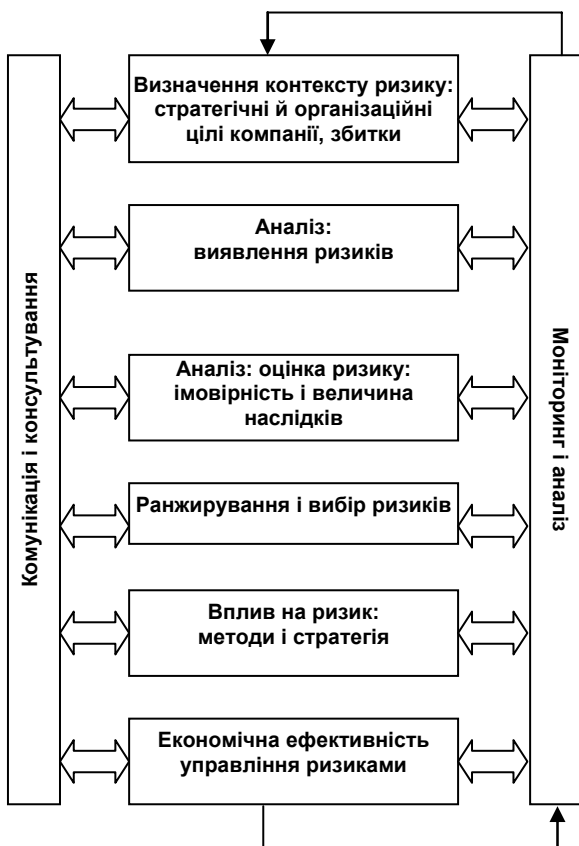 Комунікація і консультування
Визначення контексту ризику:
стратегічні й організаційні
цілі компанії, збитки
Аналіз:
виявлення ризиків
Аналіз: оцінка ризику:
імовірність і величина
наслідків
Ранжирування і вибір ризиків
Вплив на ризик:
методи і стратегія
Економічна ефективність
управління ризиками
Моніторинг і аналіз